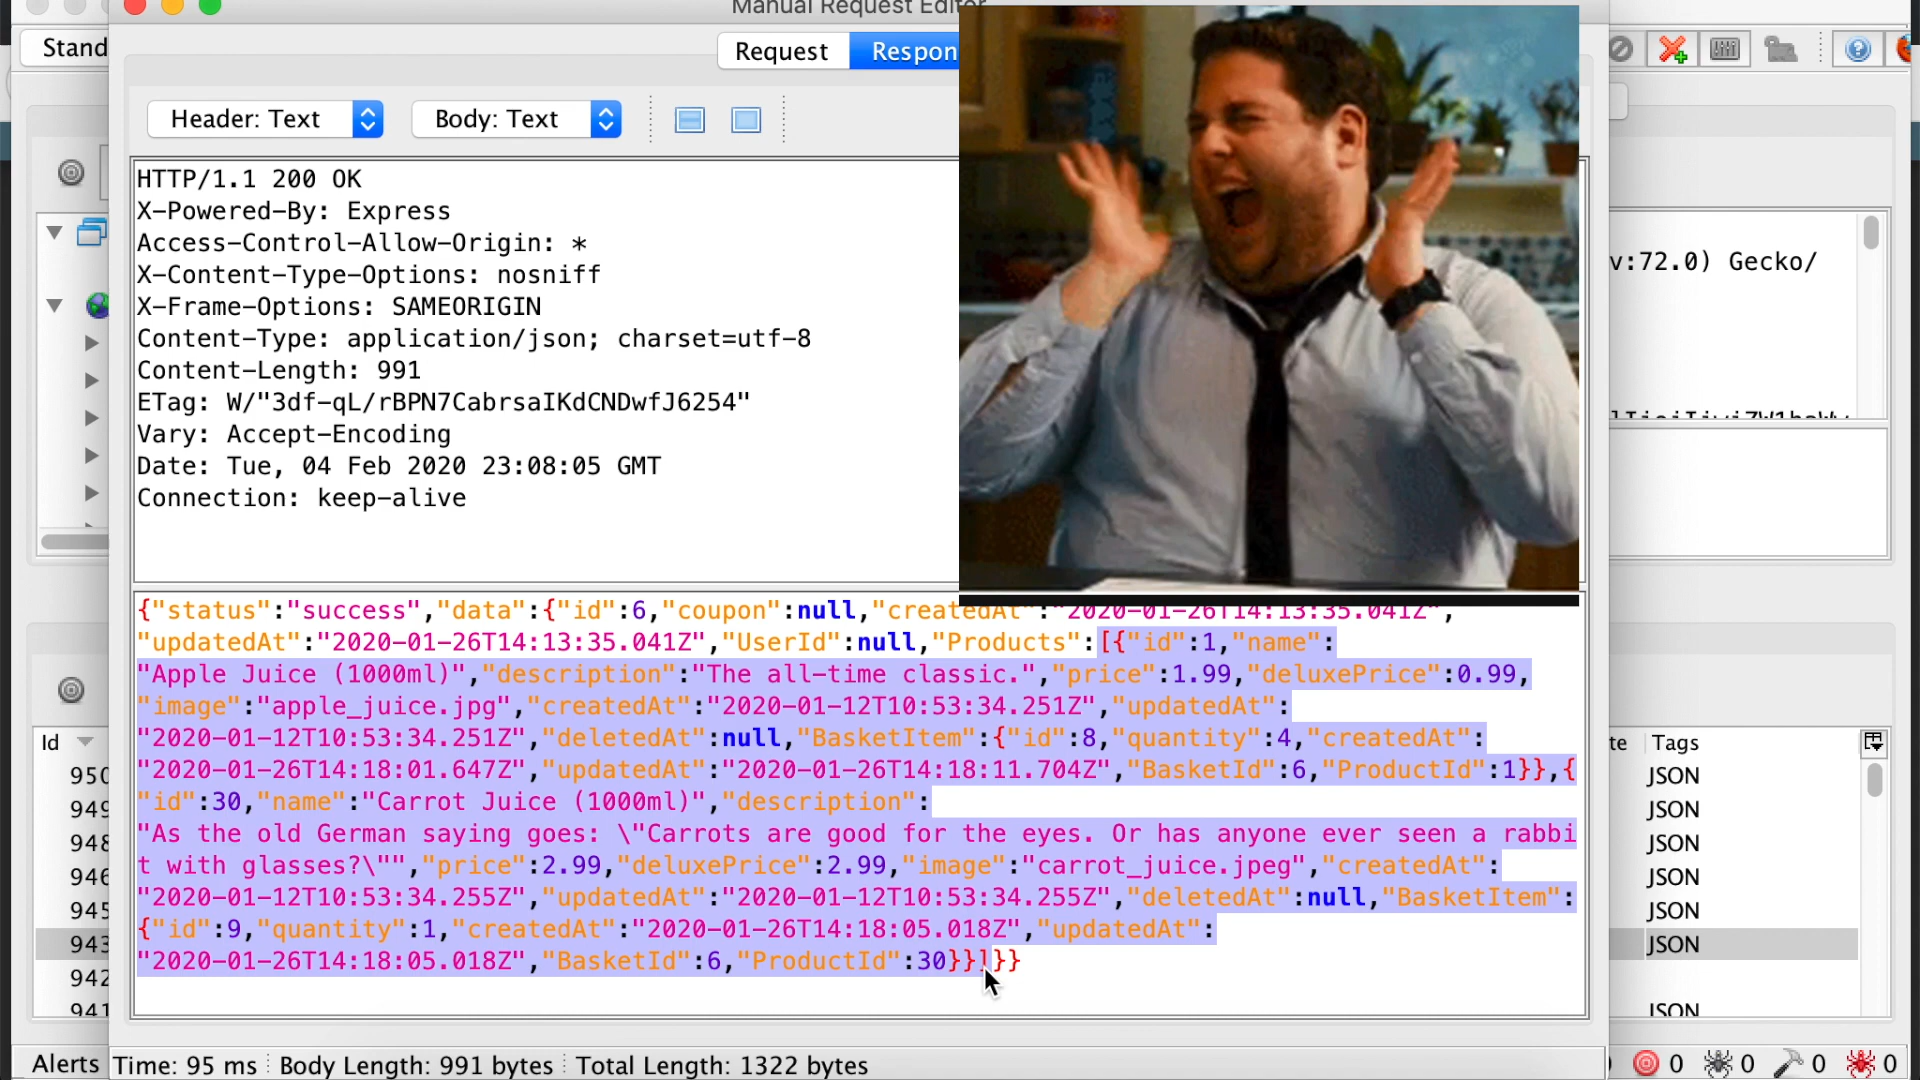 Manual Request Editor
Stand
Request
Respon
Header: Text
Body: Text
HTTP/1.1 200 OK
X-Powered-By: Express
Access-Control-Allow-Origin: *
X-Content-Type-Options: nosniff
X-Frame-Options: SAMEORIGIN
Content-Type: application/json; charset=utf-8
Content-Length: 991
ETag: W/"3df-qL/rBPN7CabrsaIKdCNDwfJ6254"
Vary: Accept-Encoding
Date: Tue, 04 Feb 2020 23:08:05 GMT
Connection: keep-alive
v:72.0) Gecko/
{"status":"success","data":{"id":6,"coupon":null,"createdAt":"2020-01-26T14:13:35.041Z",
"updatedAt":"2020-01-26T14:13:35.041Z","UserId":null,"Products":[{"id":1,"name":
"Apple Juice (1000ml)","description":"The all-time classic.","price":1.99,"deluxePrice":0.99,
"image":"apple_juice.jpg","createdAt":"2020-01-12T10:53:34.251Z","updatedAt":
"2020-01-12T10:53:34.251Z","deletedAt":null,"BasketItem":{"id":8,"quantity":4,"createdAt":
"2020-01-26T14:18:01.647Z","updatedAt":"2020-01-26T14:18:11.704Z","BasketId":6,"ProductId":1}},{
"id":30,"name":"Carrot Juice (1000ml)","description":
"As the old German saying goes: \"Carrots are good for the eyes. Or has anyone ever seen a rabbi
t with glasses?\"","price":2.99,"deluxePrice":2.99,"image":"carrot_juice.jpeg","createdAt":
"2020-01-12T10:53:34.255Z","updatedAt":"2020-01-12T10:53:34.255Z","deletedAt":null,"BasketItem":
{"id":9,"quantity":1,"createdAt":"2020-01-26T14:18:05.018Z","updatedAt":
"2020-01-26T14:18:05.018Z","BasketId":6,"ProductId":30}}]}}
Id
950
949
948
946
945
943
942
941
te Tags
JSON
JSON
JSON
JSON
JSON
JSON
JSON
Alerts
Time: 95 ms Body Length: 991 bytes Total Length: 1322 bytes
0 0 0 0